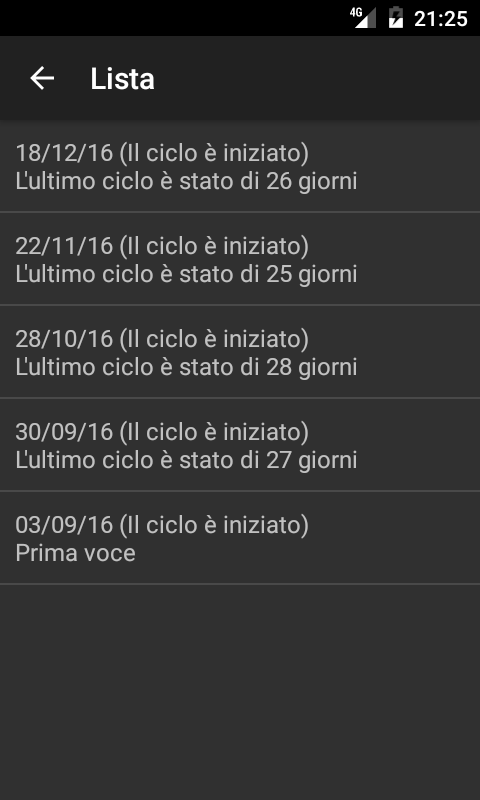 4G 21:25
Lista
18/12/16 (Il ciclo è iniziato)
L'ultimo ciclo è stato di 26 giorni
22/11/16 (Il ciclo è iniziato)
L'ultimo ciclo è stato di 25 giorni
28/10/16 (Il ciclo è iniziato)
L'ultimo ciclo è stato di 28 giorni
30/09/16 (Il ciclo è iniziato)
L'ultimo ciclo è stato di 27 giorni
03/09/16 (Il ciclo è iniziato)
Prima voce